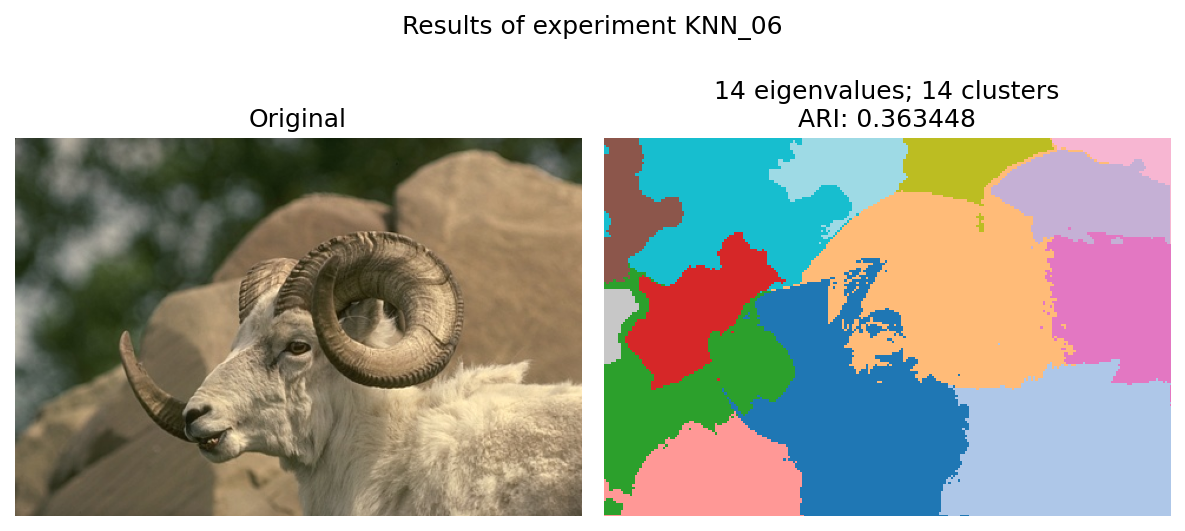 Results of experiment KNN_06
Original
14 eigenvalues; 14 clusters
ARI: 0.363448